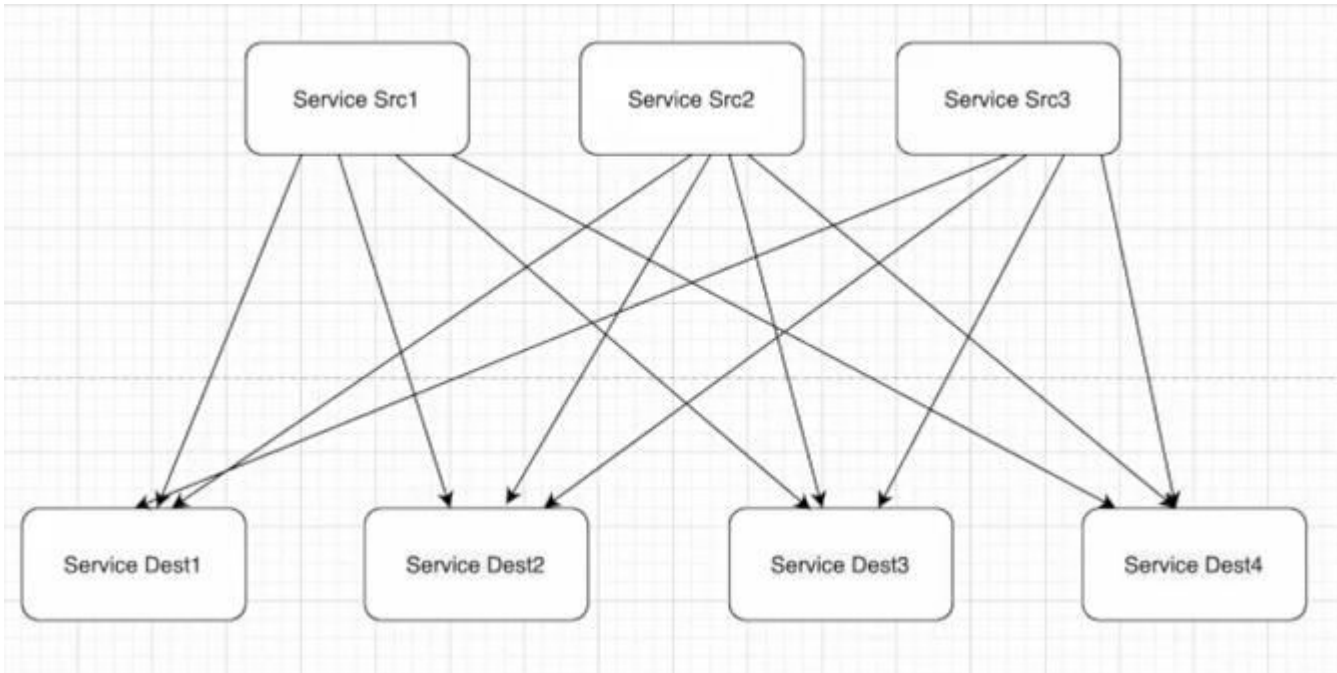 Service Src1
Service Src2
Service Src3
Service Dest1
Service Dest2
Service Dest3
Service Dest4